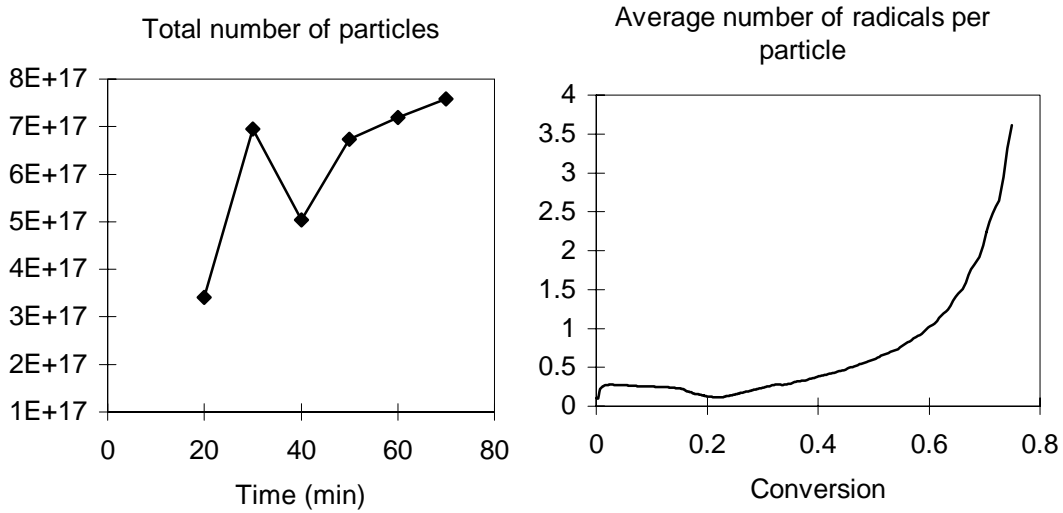 Total number of particles
8E+17
7E+17
6E+17
5E+17
4E+17
3E+17
2E+17
1E+17
0
20
40
60
80
Time (min)
Average number of radicals per
particle
4
3.5
3
2.5
2
1.5
1
0.5
0
0
0.2
0.4
0.6
0.8
Conversion